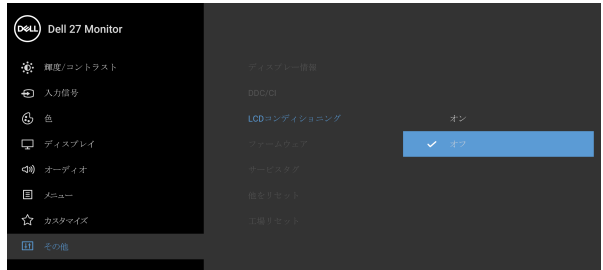 DELL Dell 27 Monitor
輝度/コントラスト
入力信号
色
ディスプレイ
オーディオ
メニュー
カスタマイズ
その他
ディスプレー情報
DDC/CI
LCDコンディショニング
ファームウェア
サービスタグ
他をリセット
工場リセット
オン
オフ